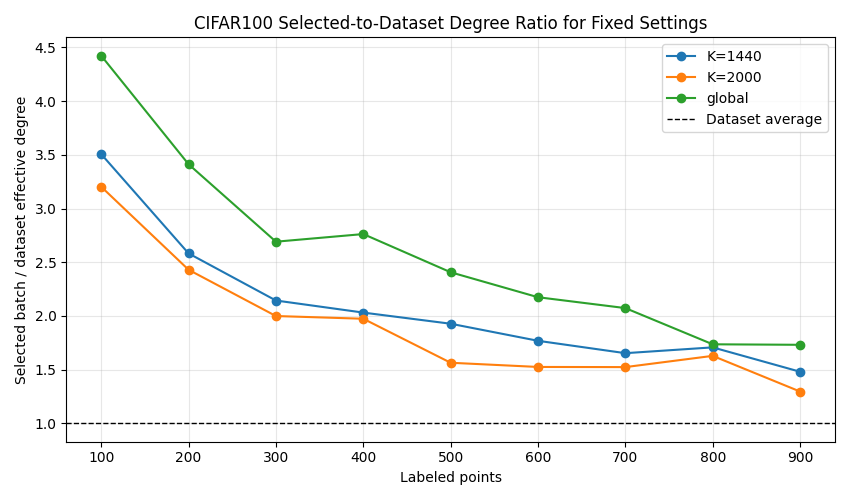 CIFAR100 Selected-to-Dataset Degree Ratio for Fixed Settings
Selected batch / dataset effective degree
4.5
4.0
3.5
3.0
2.5
2.0
1.5
1.0
K=1440
K=2000
global
Dataset average
100 200 300 400 500 600 700 800 900
Labeled points